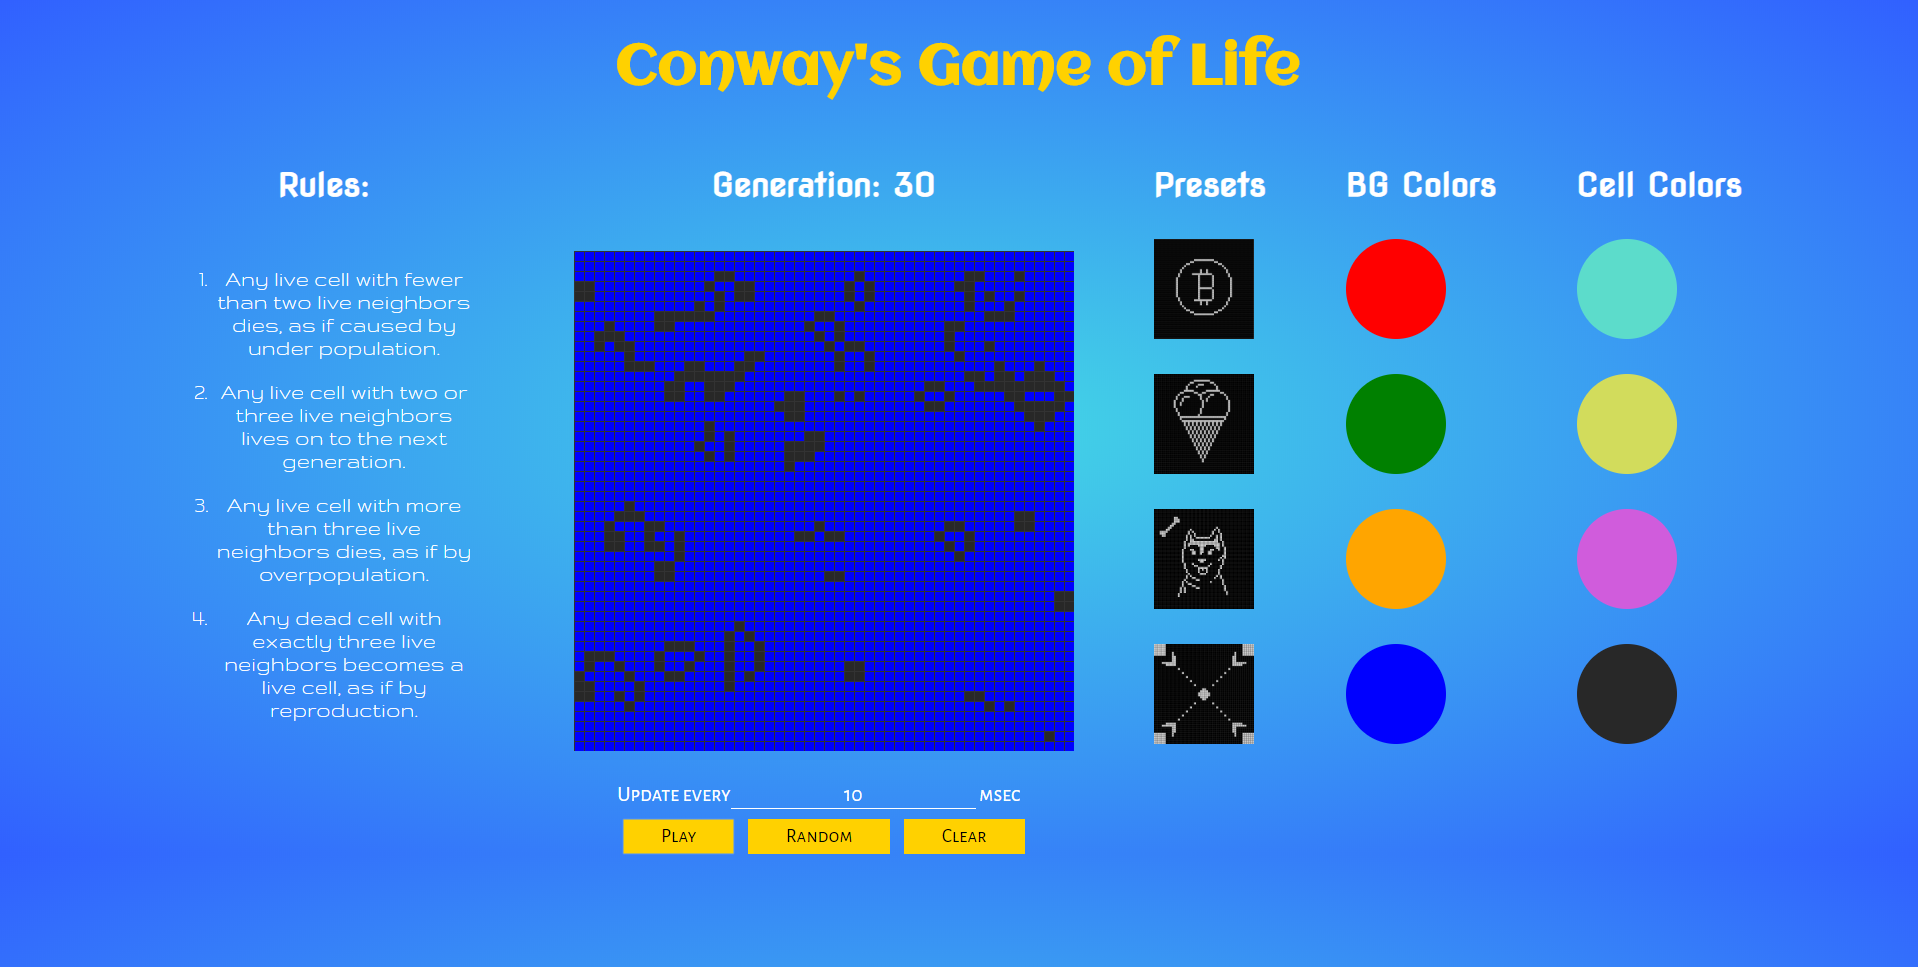 Conway's Game of Life
Rules:
1. Any live cell with fewer
than two live neighbors
dies, as if caused by
under population.
2. Any live cell with two or
three live neighbors
lives on to the next
generation.
3. Any live cell with more
than three live
neighbors dies, as if by
overpopulation.
4. Any dead cell with
exactly three live
neighbors becomes a
live cell, as if by
reproduction.
Generation: 30
Update every 10 msec
Play Random Clear
Presets
B
BG Colors
Cell Colors